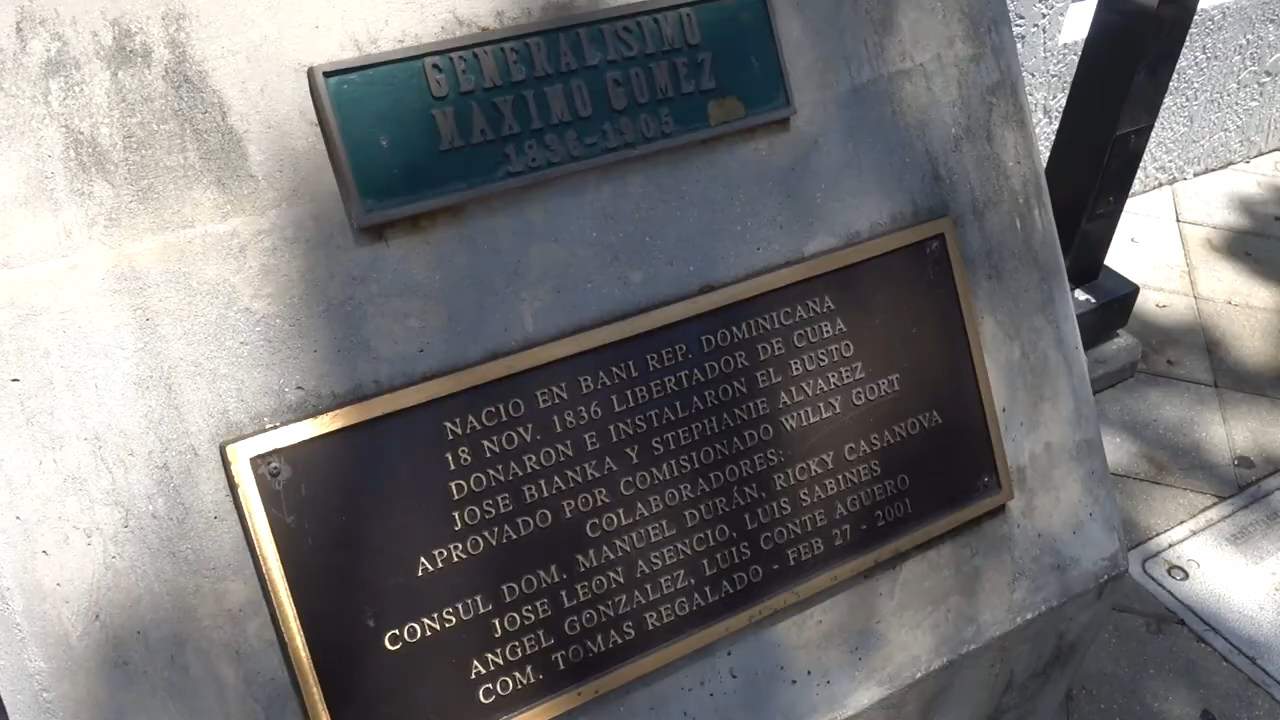 GENERALISIMO
MAXIMO GOMEZ
1836-1905
NACIO EN BANI REP. DOMINICANA
18 NOV. 1836 LIBERTADOR DE CUBA
DONARON E INSTALARON EL BUSTO
JOSE BIANKA Y STEPHANIE ALVAREZ
APROVADO POR COMISIONADO WILLY GORT
COLABORADORES:
CONSUL DOM. MANUEL DURÁN, RICKY CASANOVA
JOSE LEON ASENCIO, LUIS SABINES
ANGEL GONZALEZ, LUIS CONTE AGUERO
COM. TOMAS REGALADO - FEB 27 - 2001